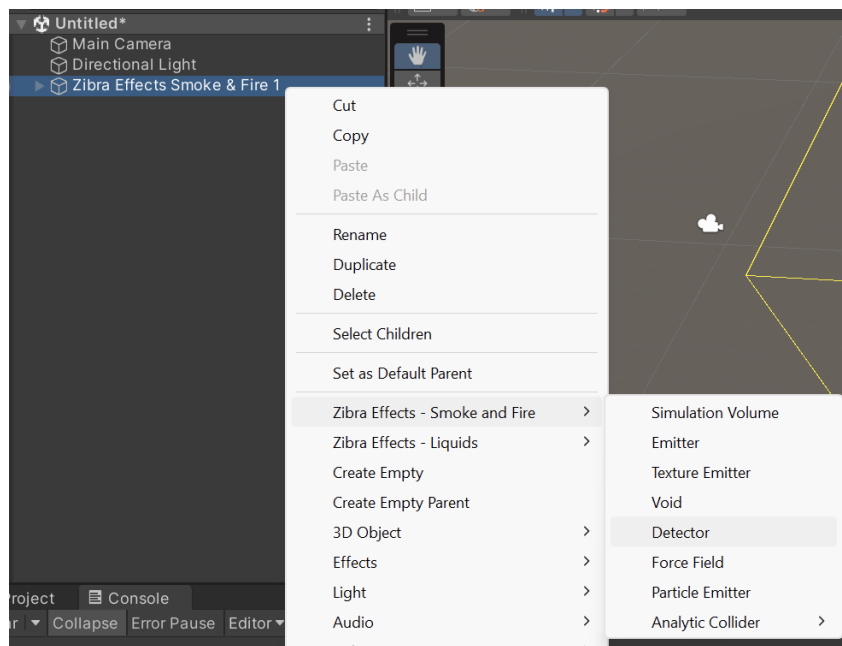 Untitled*
Main Camera
Directional Light
Zibra Effects Smoke & Fire 1
Cut
Copy
Paste
Paste As Child
Rename
Duplicate
Delete
Select Children
Set as Default Parent
Zibra Effects - Smoke and Fire
Zibra Effects - Liquids
Create Empty
Create Empty Parent
3D Object
Effects
Light
Audio
Simulation Volume
Emitter
Texture Emitter
Void
Detector
Force Field
Particle Emitter
Analytic Collider
Console
Collapse Error Pause Editor